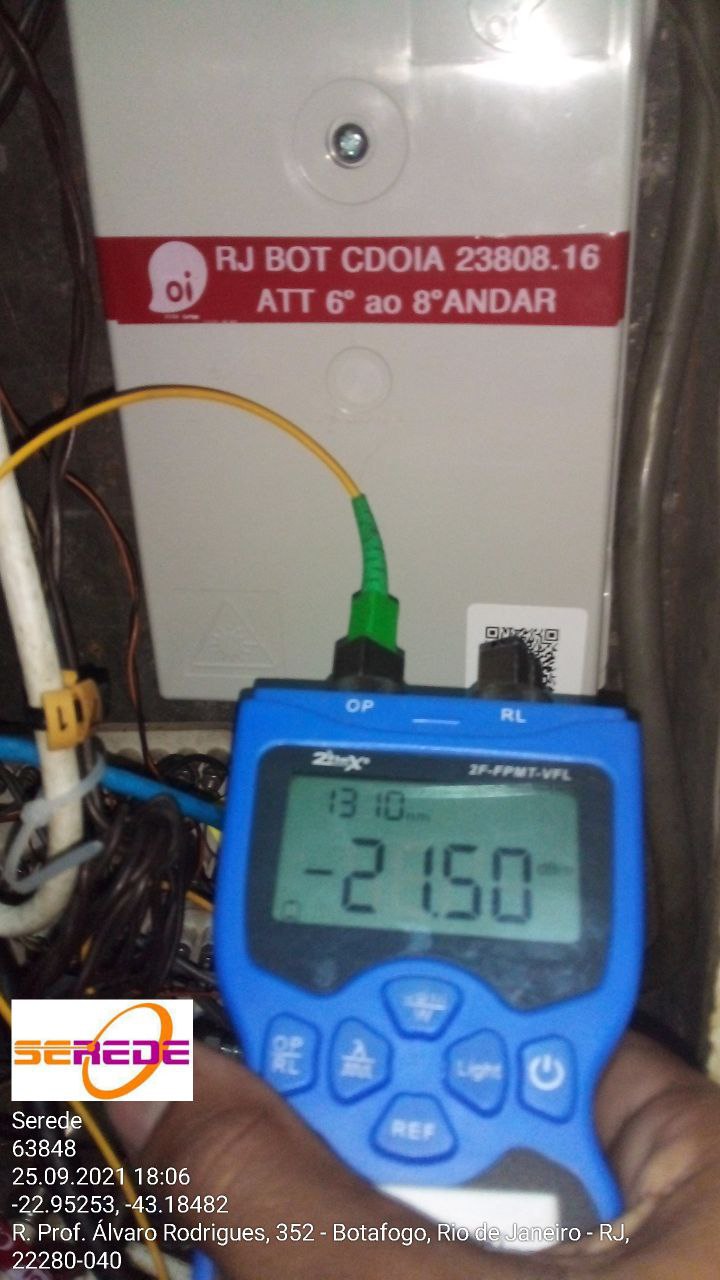 oi
RJ BOT CDOIA 23808.16
ATT 6° ao 8°ANDAR
OP
RL
2F-FPMT-VFL
1310nm
-21.50 dBm
OP
RL
λ
Light
REF
SEREDE
Serede
63848
25.09.2021 18:06
-22.95253, -43.18482
R. Prof. Álvaro Rodrigues, 352 - Botafogo, Rio de Janeiro - RJ,
22280-040